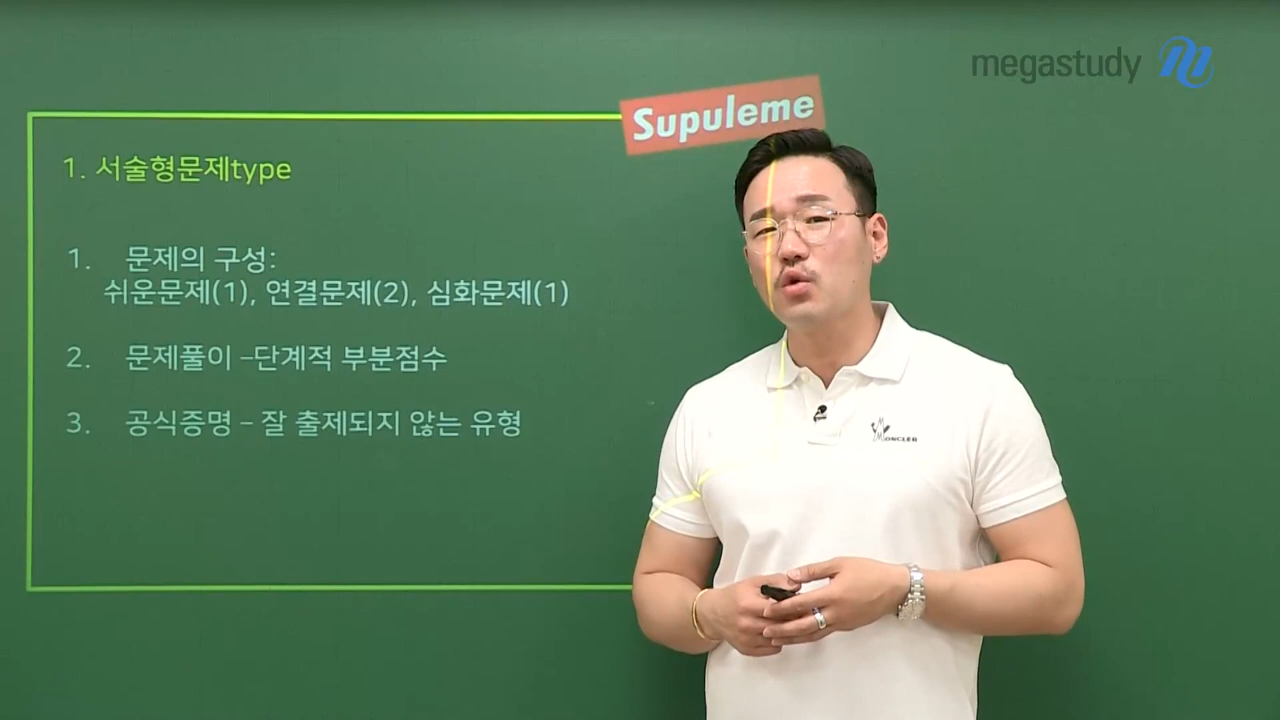 megastudy
Supuleme
1. 서술형문제type
1. 문제의 구성:
쉬운문제(1), 연결문제(2), 심화문제(1)
2. 문제풀이 –단계적 부분점수
3. 공식증명 – 잘 출제되지 않는 유형
MONCLER